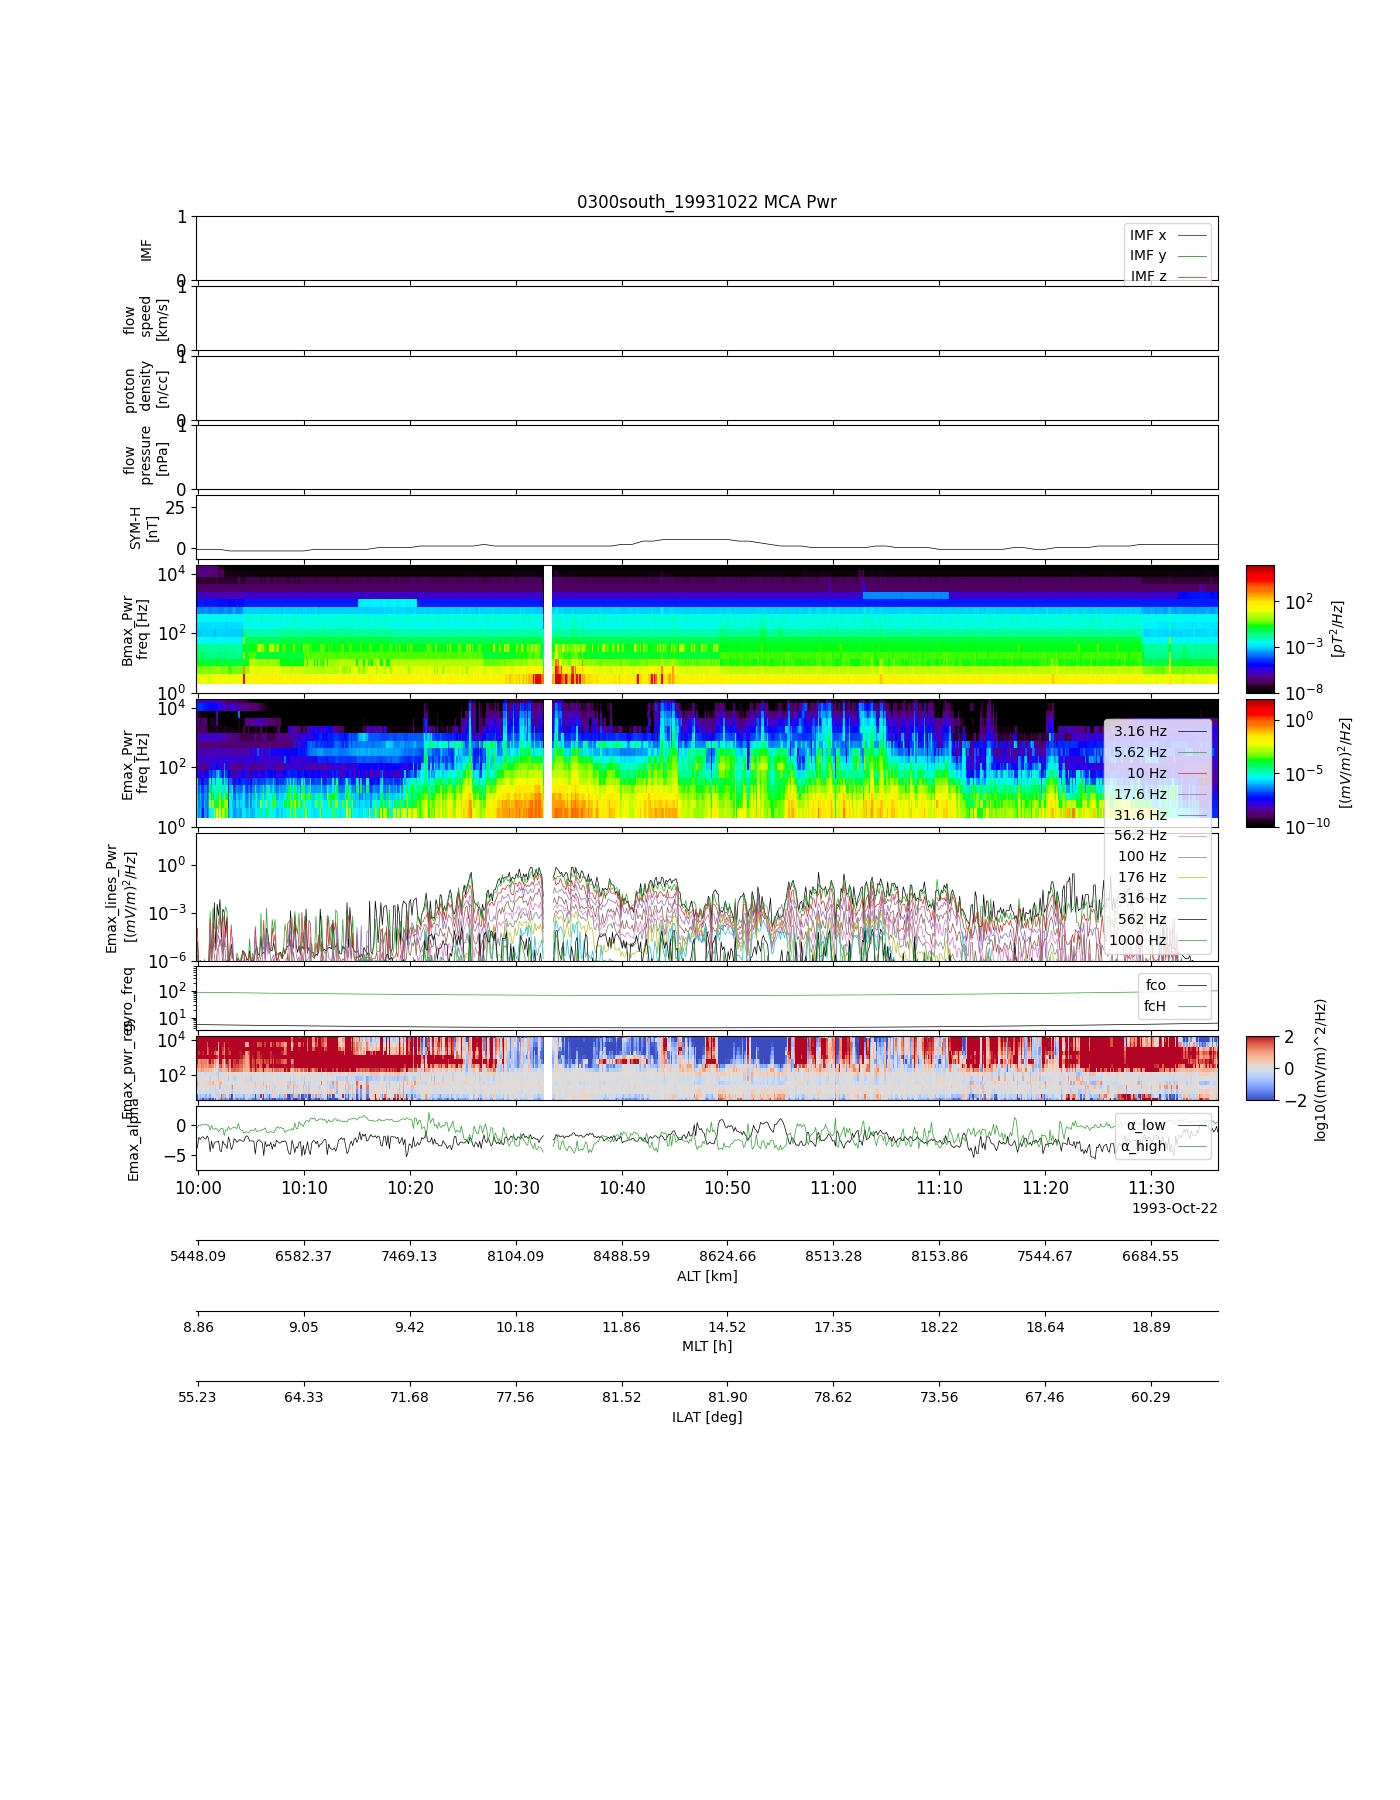 0300south_19931022 MCA Pwr
1
0
IMF
IMF x
IMF y
IMF z
1
0
flow
speed
[km/s]
1
0
proton
density
[n/cc]
1
0
flow
pressure
[nPa]
25
0
SYM-H
[nT]
10^4
10^2
10^0
Bmax_Pwr
freq [Hz]
10^2
10^-3
10^-8
[pT^2/Hz]
10^4
10^2
10^0
Emax_Pwr
freq [Hz]
10^0
10^-5
10^-10
[(mV/m)^2/Hz]
3.16 Hz
5.62 Hz
10 Hz
17.6 Hz
31.6 Hz
56.2 Hz
100 Hz
176 Hz
316 Hz
562 Hz
1000 Hz
10^0
10^-3
10^-6
Emax_lines_Pwr
[(mV/m)^2/Hz]
10^2
10^1
gyro_freq
fco
fcH
10^4
10^2
Emax_pwr_res
2
0
−2
log10((mV/m)^2/Hz)
0
−5
Emax_alpha
α_low
α_high
10:00 10:10 10:20 10:30 10:40 10:50 11:00 11:10 11:20 11:30
1993-Oct-22
5448.09 6582.37 7469.13 8104.09 8488.59 8624.66 8513.28 8153.86 7544.67 6684.55
ALT [km]
8.86 9.05 9.42 10.18 11.86 14.52 17.35 18.22 18.64 18.89
MLT [h]
55.23 64.33 71.68 77.56 81.52 81.90 78.62 73.56 67.46 60.29
ILAT [deg]